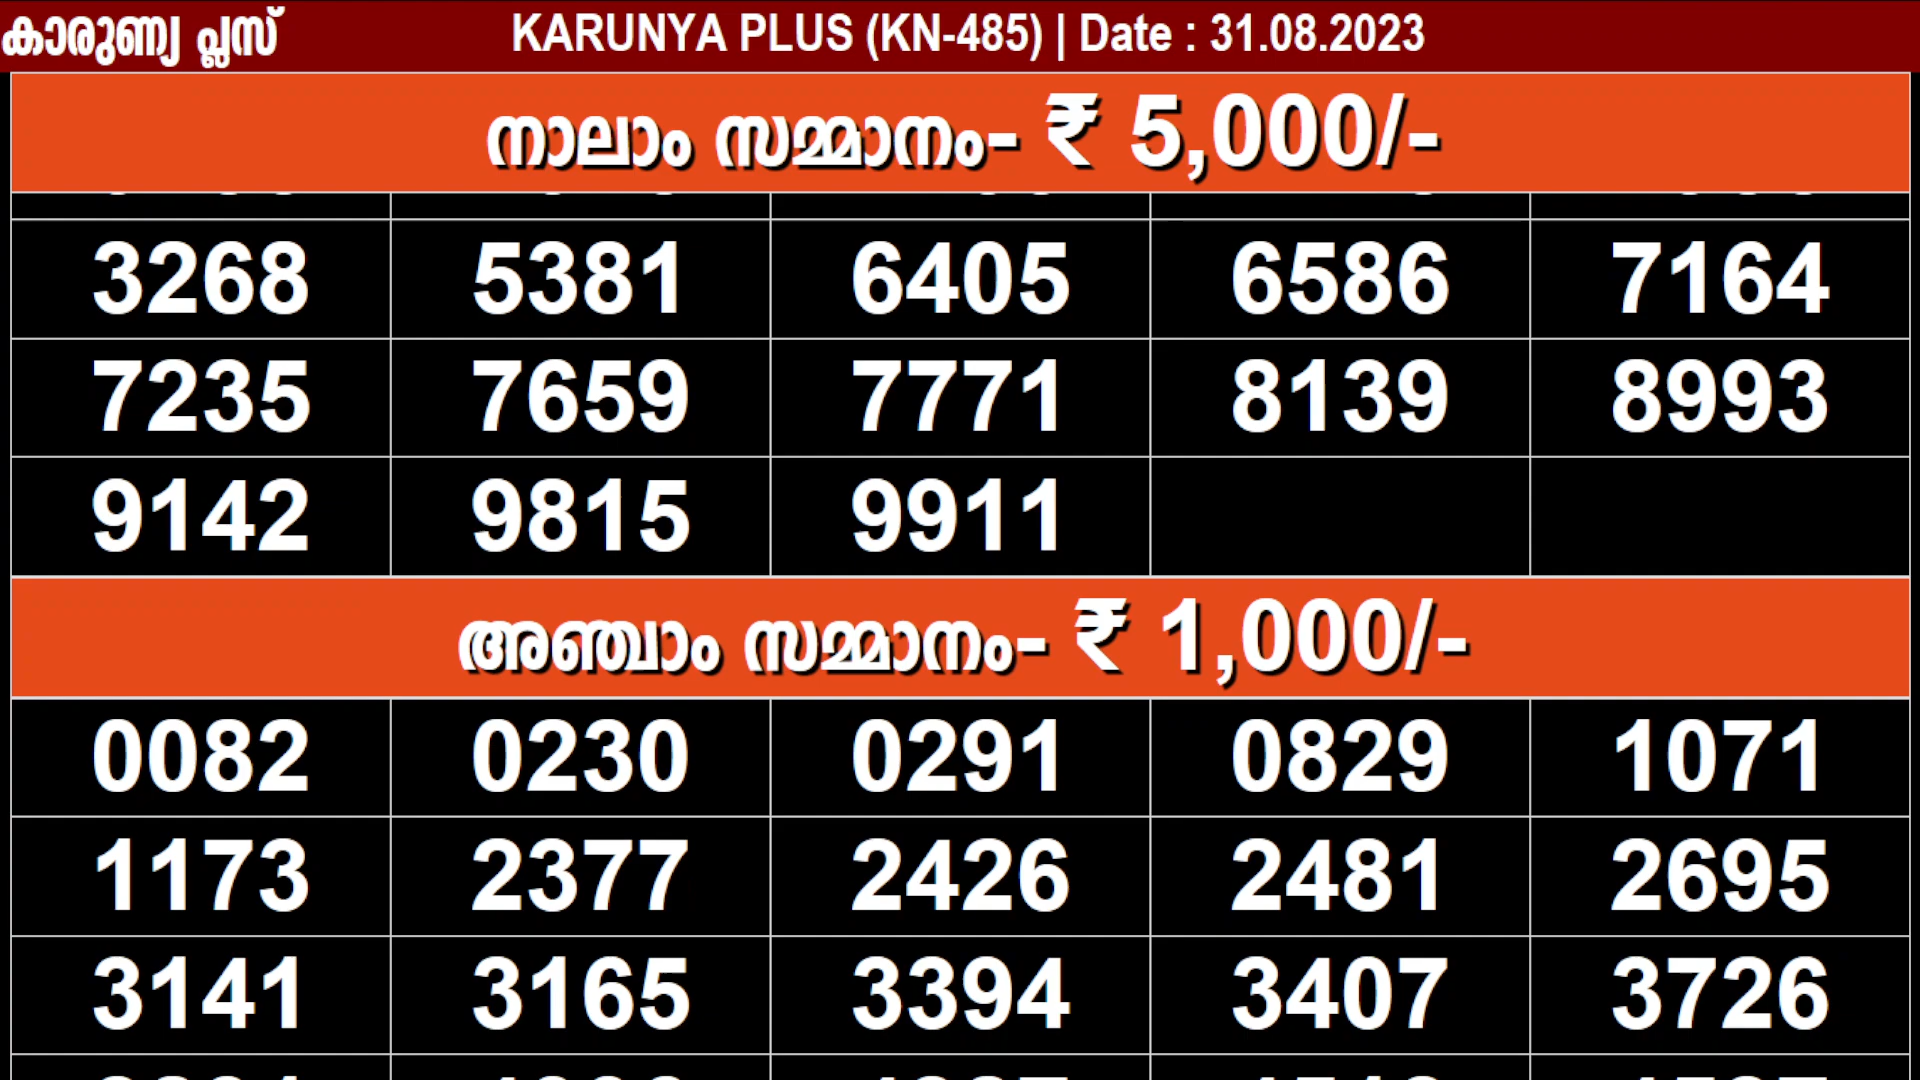 കാരുണ്യ പ്ലസ് KARUNYA PLUS (KN-485) | Date : 31.08.2023
നാലാം സമ്മാനം- ₹ 5,000/-
3268 5381 6405 6586 7164
7235 7659 7771 8139 8993
9142 9815 9911
അഞ്ചാം സമ്മാനം- ₹ 1,000/-
0082 0230 0291 0829 1071
1173 2377 2426 2481 2695
3141 3165 3394 3407 3726